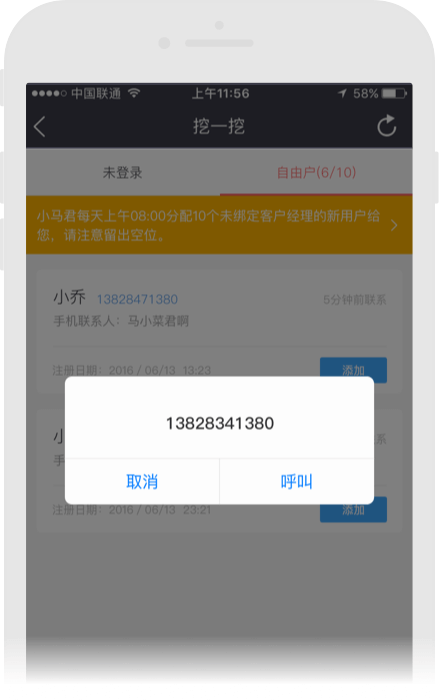 中国联通 上午11:56 58%
挖一挖
未登录 自由户(6/10)
小马君每天上午08:00分配10个未绑定客户经理的新用户给
您，请注意留出空位。
小乔 13828471380 5分钟前联系
手机联系人：马小菜君啊
注册日期：2016 / 06/13 13:23 添加
13828341380
取消 呼叫
小 系
手
注册日期：2016 / 06/13 23:21 添加